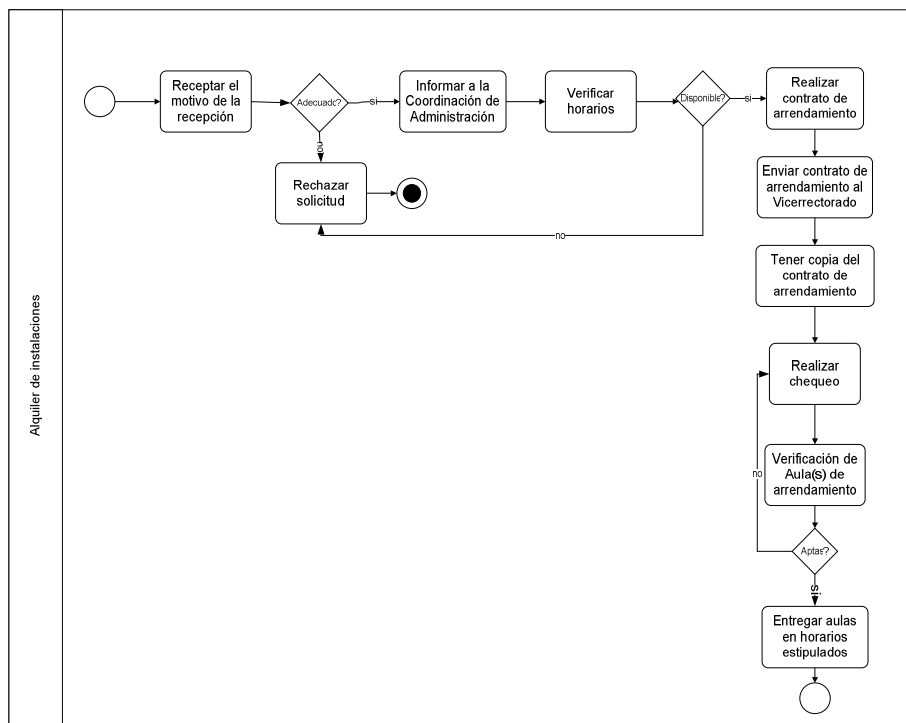 Alquiler de instalaciones
Receptar el
motivo de la
recepción
Adecuado?
si
Informar a la
Coordinación de
Administración
Verificar
horarios
Disponible?
si
Realizar
contrato de
arrendamiento
no
Rechazar
solicitud
no
Enviar contrato de
arrendamiento al
Vicerrectorado
Tener copia del
contrato de
arrendamiento
Realizar
chequeo
Verificación de
Aula(s) de
arrendamiento
no
Aptas?
si
Entregar aulas
en horarios
estipulados